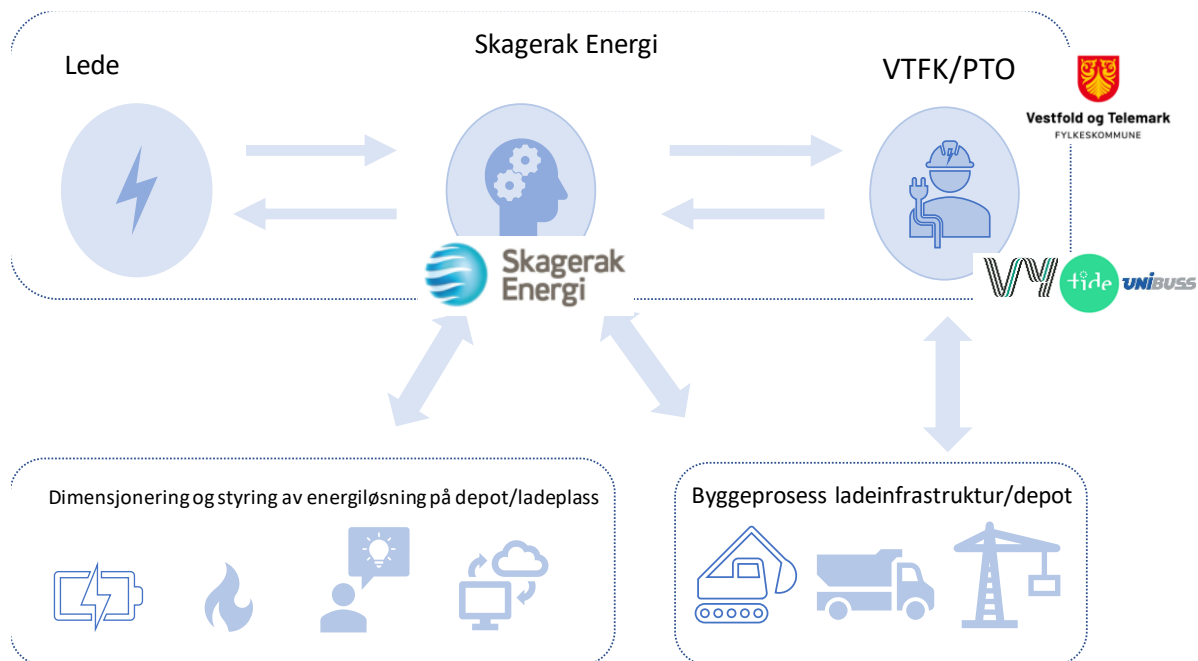 Skagerak Energi
Lede
VTFK/PTO
Vestfold og Telemark
FYLKESKOMMUNE
Skagerak
Energi
VY tide UNIBUSS
Dimensjonering og styring av energiløsning på depot/ladeplass
Byggeprosess ladeinfrastruktur/depot